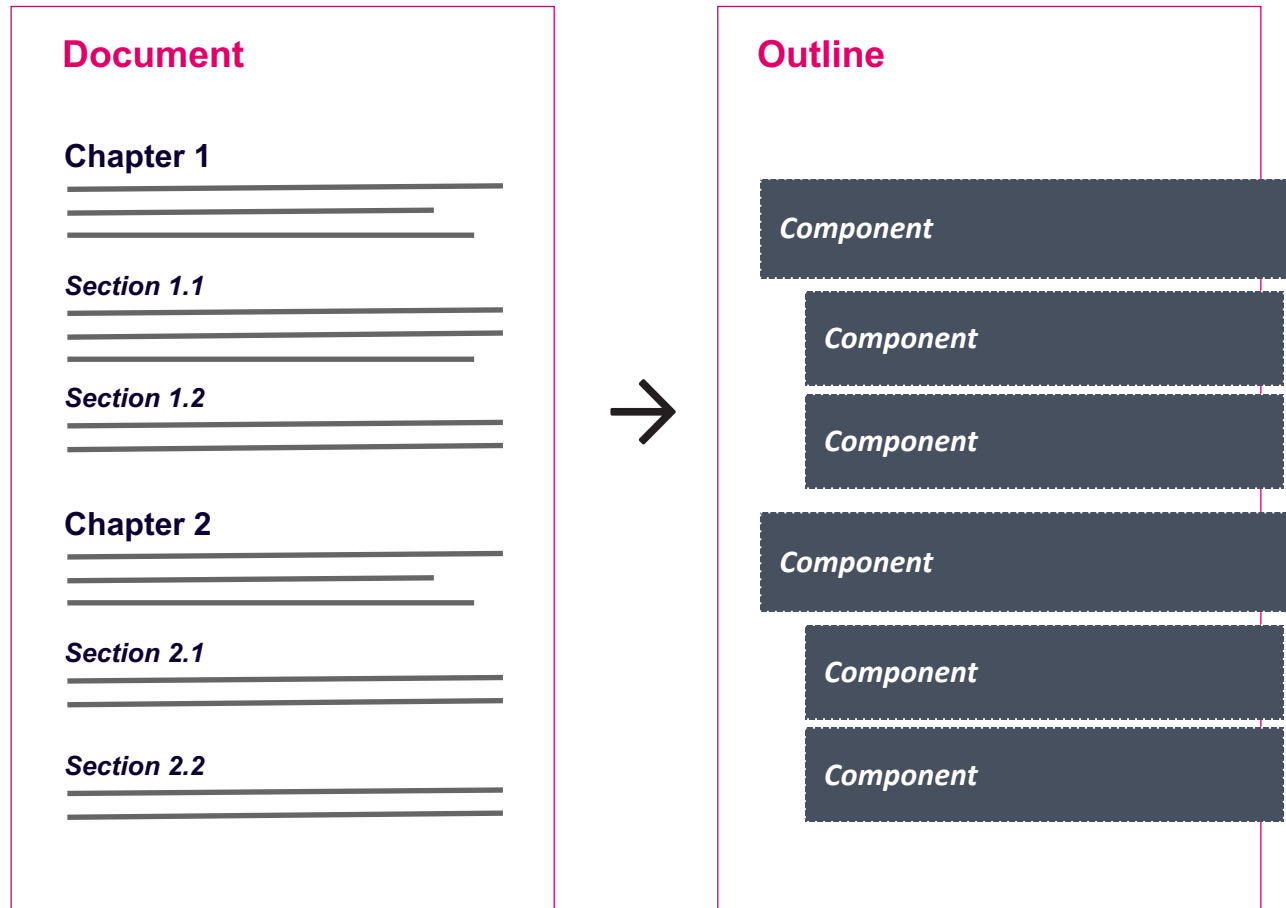 Document
Chapter 1
Section 1.1
Section 1.2
Chapter 2
Section 2.1
Section 2.2
Outline
Component
Component
Component
Component
Component
Component